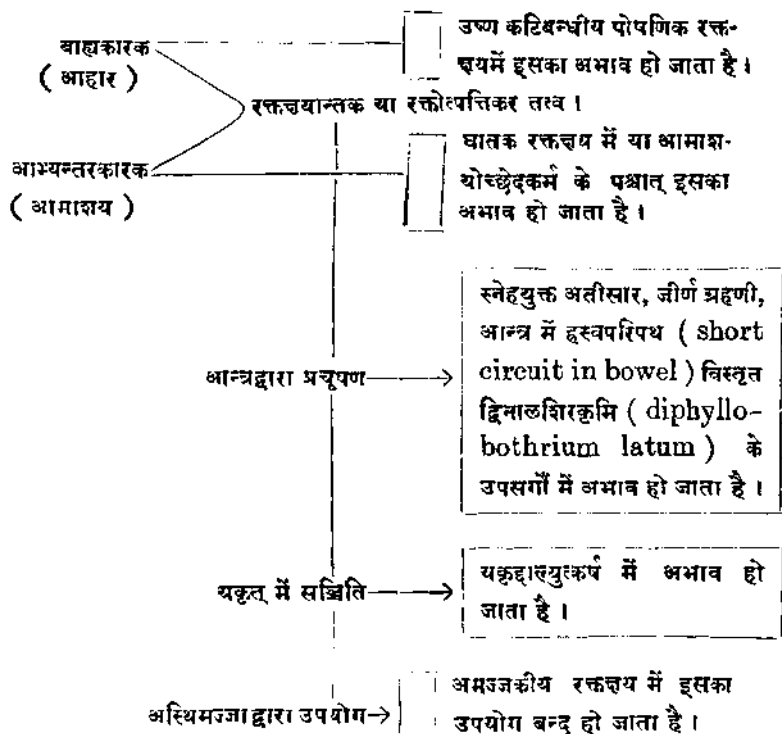 बाह्यकारक
( आहार )
उष्ण कटिबन्धीय पोषणिक रक्त-
क्षयमें इसका अभाव हो जाता है ।
रक्तक्षयान्तक या रक्तोत्पत्तिकर तत्व ।
आभ्यन्तरकारक
( आमाशय )
घातक रक्तक्षय में या आमाश-
योच्छेदकर्म के पश्चात् इसका
अभाव हो जाता है ।
आन्त्रद्वारा प्रचूषण
स्नेहयुक्त अतीसार, जीर्ण ग्रहणी,
आन्त्र में ह्रस्वपरिपथ ( short
circuit in bowel ) विस्तृत
द्विनालशिरकृमि ( diphyllo-
bothrium latum ) के
उपसर्गों में अभाव हो जाता है ।
यकृत् में सञ्चिति
यकृद्दाल्युत्कर्ष में अभाव हो
जाता है ।
अस्थिमज्जाद्वारा उपयोग
अमज्जकीय रक्तक्षय में इसका
उपयोग बन्द हो जाता है ।